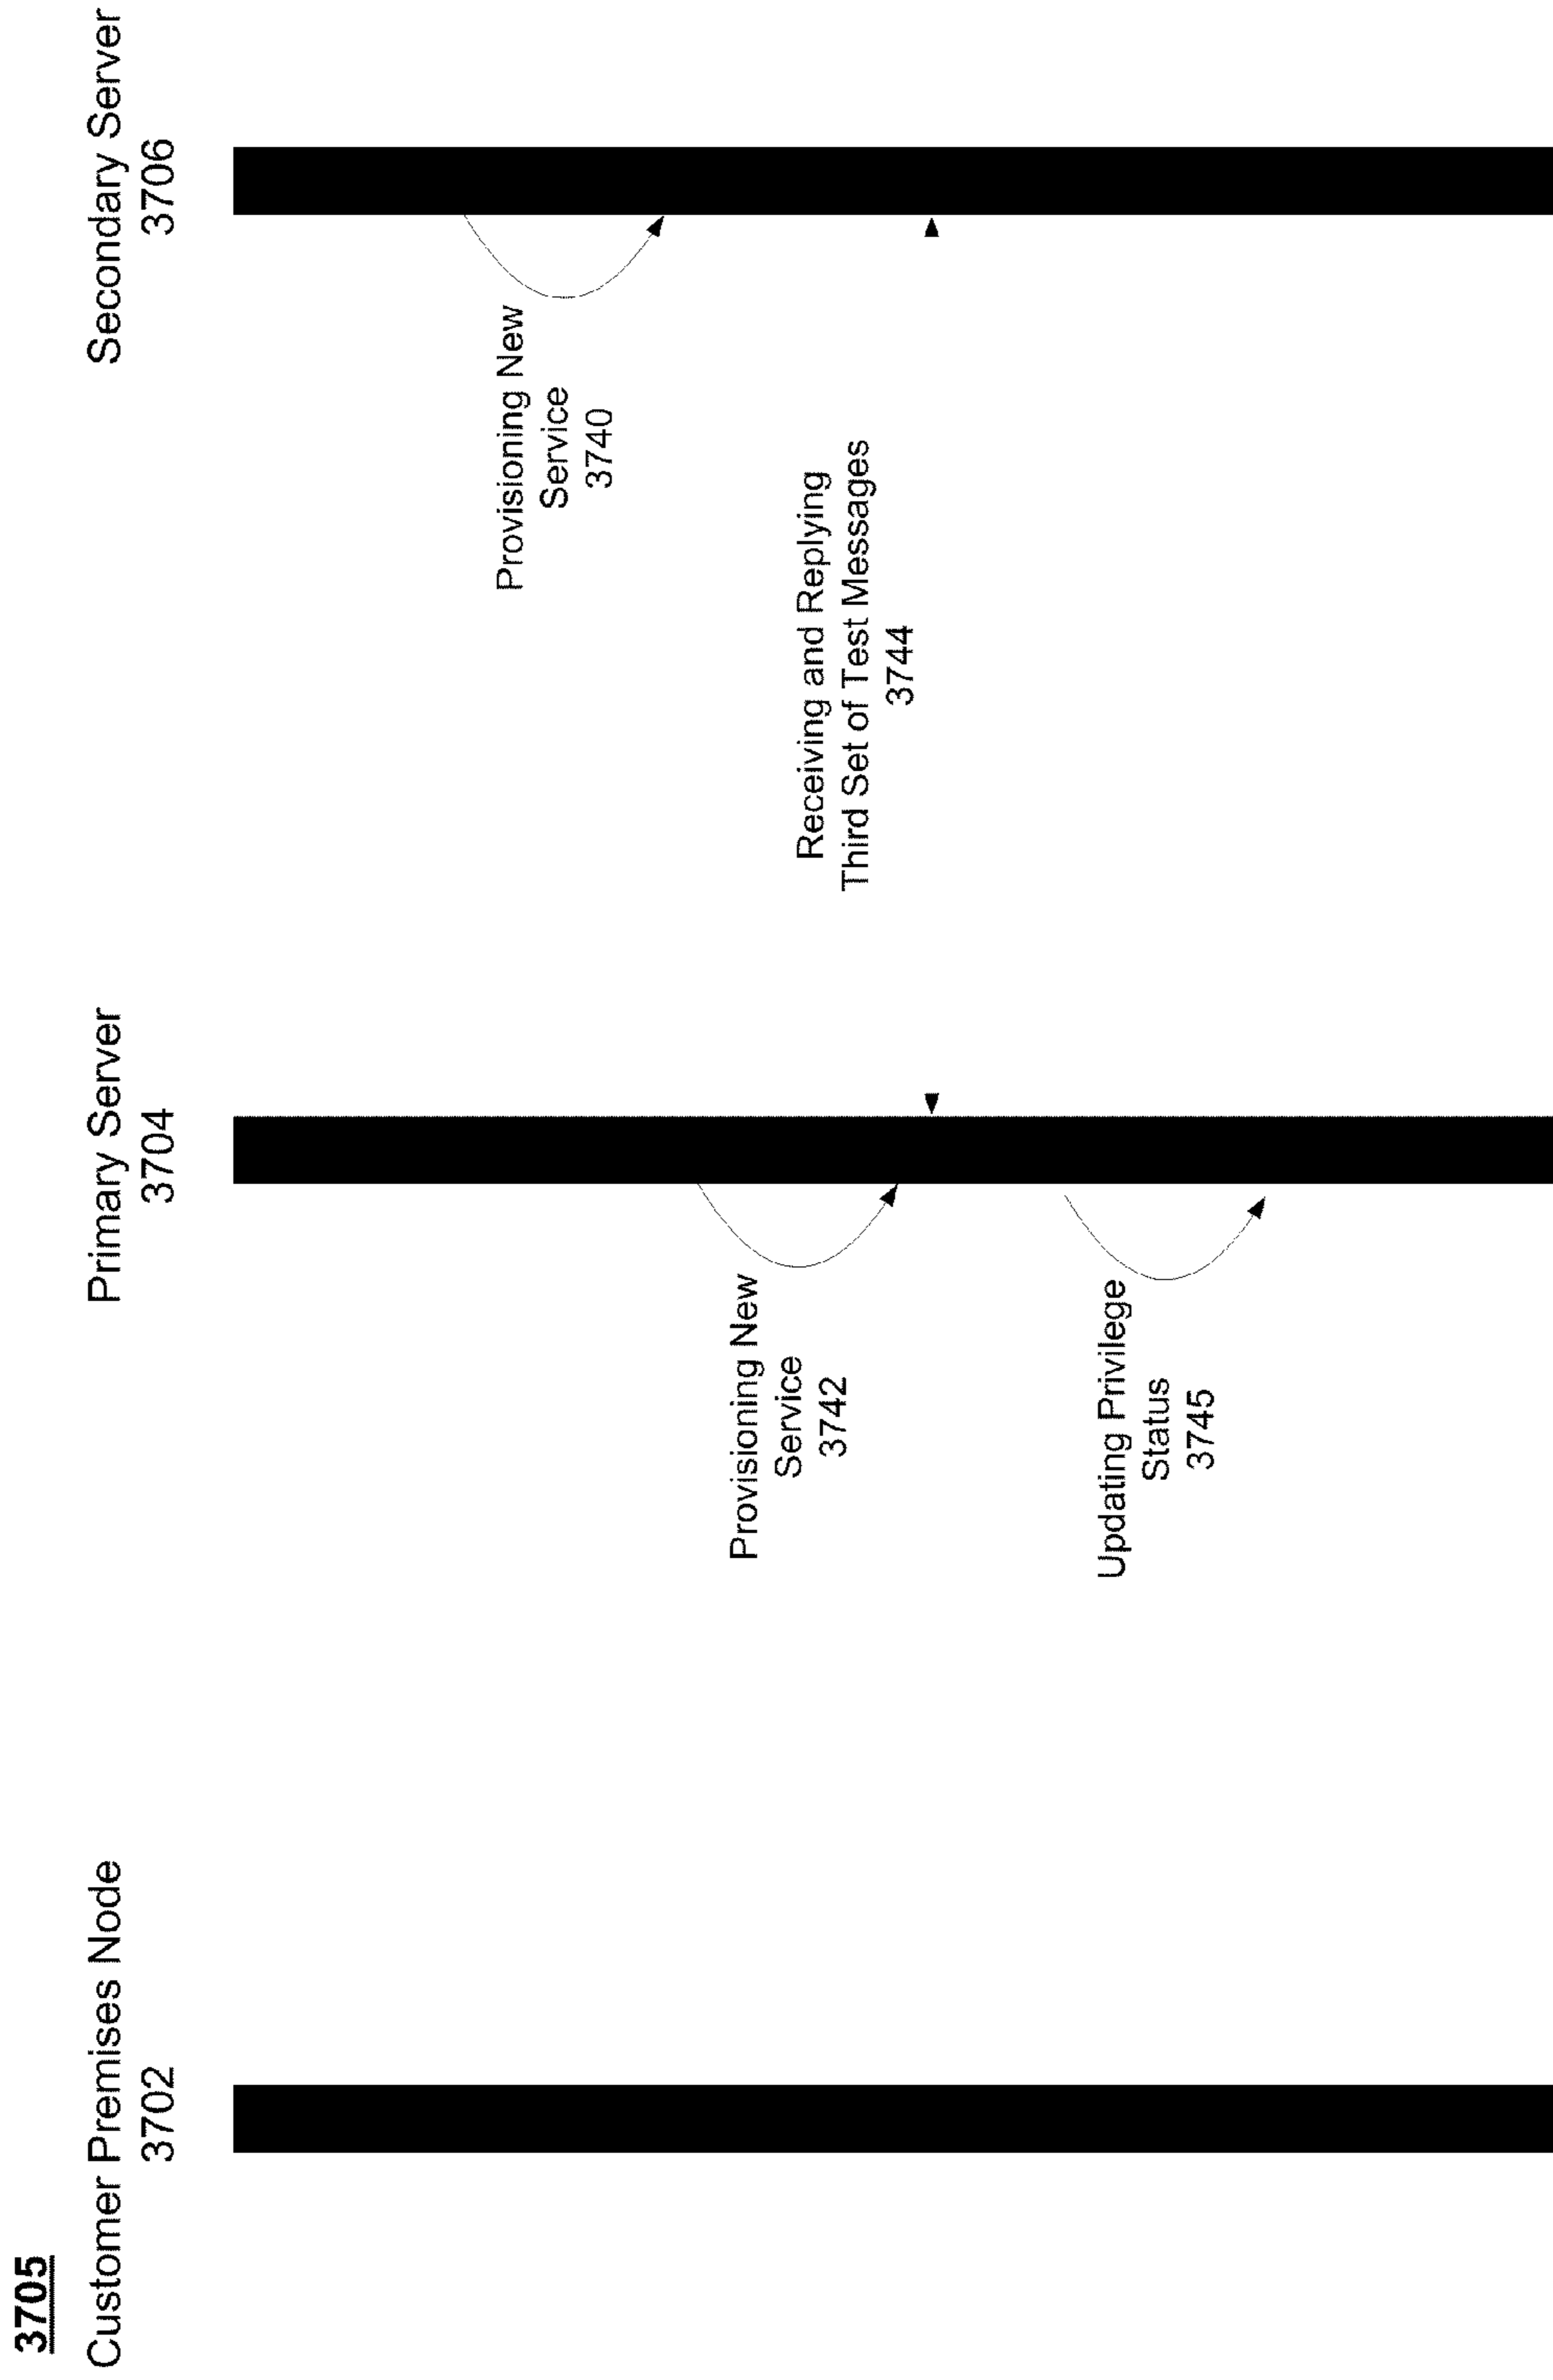 3705
Customer Premises Node
3702
Primary Server
3704
Secondary Server
3706
Provisioning New
Service
3740
Provisioning New
Service
3742
Receiving and Replying
Third Set of Test Messages
3744
Updating Privilege
Status
3745